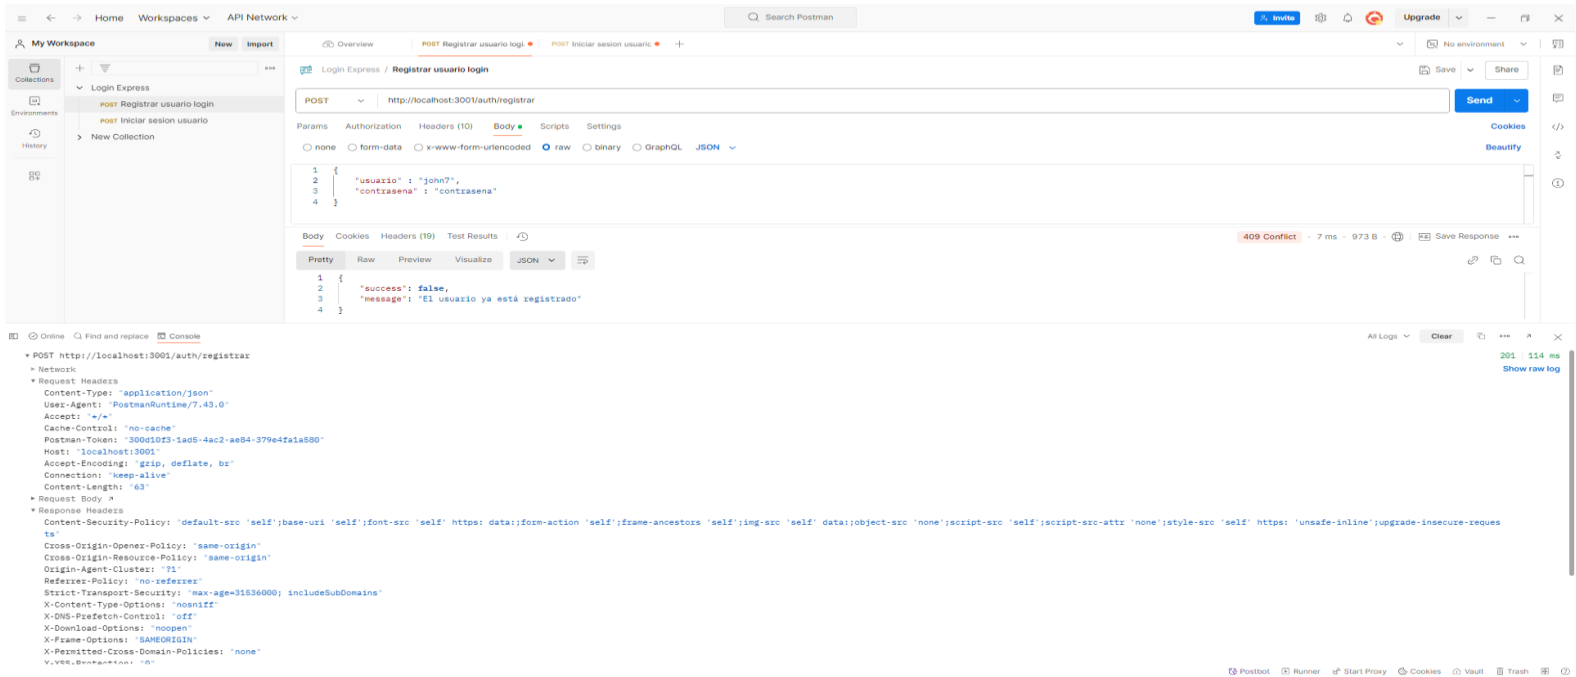 Home Workspaces API Network Search Postman Invite Upgrade
My Workspace New Import Overview POST Registrar usuario logi POST Iniciar sesion usuaric No environment
Collections
Environments
History
Login Express
POST Registrar usuario login
POST Iniciar sesion usuario
New Collection
Login Express / Registrar usuario login Save Share
POST http://localhost:3001/auth/registrar Send
Params Authorization Headers (10) Body Scripts Settings Cookies
none form-data x-www-form-urlencoded raw binary GraphQL JSON Beautify
1 {
2 "usuario" : "john7",
3 "contrasena" : "contrasena"
4 }
Body Cookies Headers (19) Test Results 409 Conflict 7 ms 973 B Save Response
Pretty Raw Preview Visualize JSON
1 {
2 "success": false,
3 "message": "El usuario ya está registrado"
4 }
Online Find and replace Console All Logs Clear
POST http://localhost:3001/auth/registrar 201 114 ms
Network Show raw log
Request Headers
Content-Type: "application/json"
User-Agent: "PostmanRuntime/7.43.0"
Accept: "*/*"
Cache-Control: "no-cache"
Postman-Token: "300d10f3-1ad5-4ac2-ae84-379e4fa1a580"
Host: "localhost:3001"
Accept-Encoding: "gzip, deflate, br"
Connection: "keep-alive"
Content-Length: "63"
Request Body
Response Headers
Content-Security-Policy: "default-src 'self';base-uri 'self';font-src 'self' https: data:;form-action 'self';frame-ancestors 'self';img-src 'self' data:;object-src 'none';script-src 'self';script-src-attr 'none';style-src 'self' https: 'unsafe-inline';upgrade-insecure-reques
ts"
Cross-Origin-Opener-Policy: "same-origin"
Cross-Origin-Resource-Policy: "same-origin"
Origin-Agent-Cluster: "?1"
Referrer-Policy: "no-referrer"
Strict-Transport-Security: "max-age=31536000; includeSubDomains"
X-Content-Type-Options: "nosniff"
X-DNS-Prefetch-Control: "off"
X-Download-Options: "noopen"
X-Frame-Options: "SAMEORIGIN"
X-Permitted-Cross-Domain-Policies: "none"
X-XSS-Protection: "0"
Postbot Runner Start Proxy Cookies Vault Trash